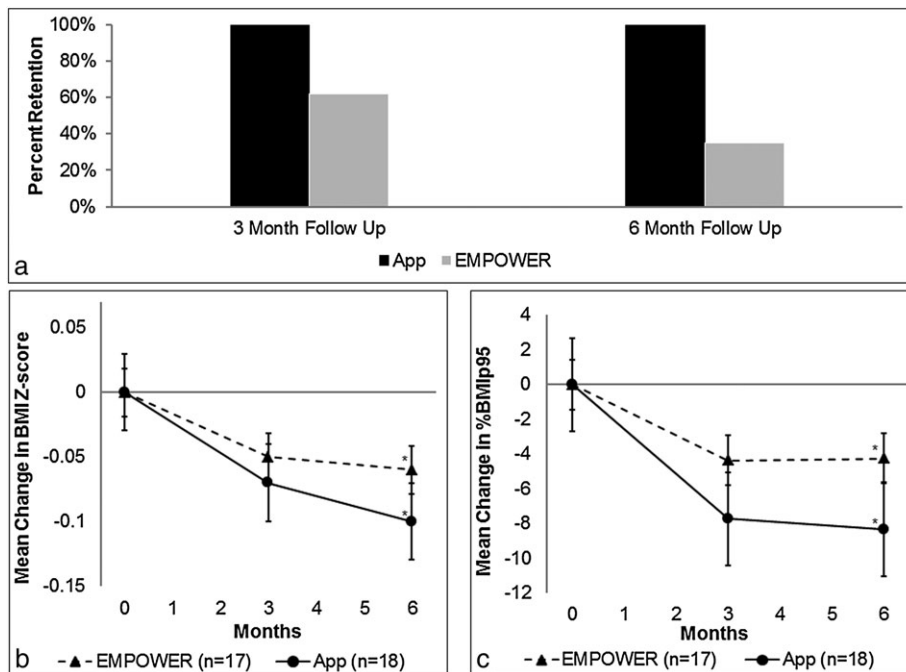 100%
80%
60%
40%
20%
0%
Percent Retention
3 Month Follow Up 6 Month Follow Up
a
App EMPOWER
0.05
0
-0.05
-0.1
-0.15
Mean Change In BMI Z-score
*
*
0 1 2 3 4 5 6
Months
b
EMPOWER (n=17) App (n=18)
4
2
0
-2
-4
-6
-8
-10
-12
Mean Change In %BMIp95
*
*
0 1 2 3 4 5 6
Months
c
EMPOWER (n=17) App (n=18)